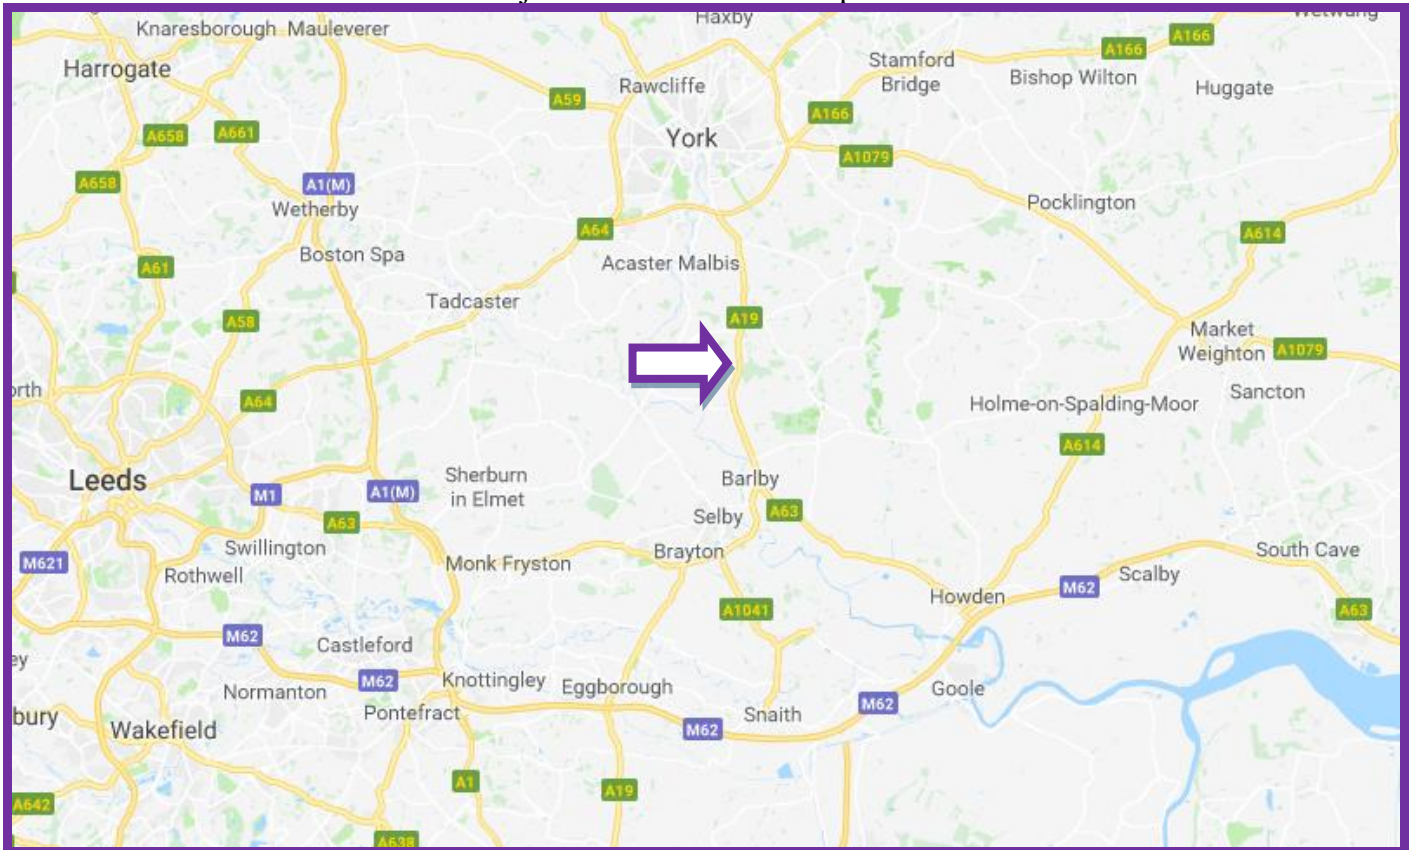 Haxby
Knaresborough
Mauleverer
Harrogate
Stamford
Bridge
A166
A166
Bishop Wilton
Huggate
Rawcliffe
A59
A166
York
A658
A661
A1079
A658
A1(M)
Wetherby
Pocklington
A64
A614
Boston Spa
Acaster Malbis
A61
Tadcaster
A58
A19
Market
Weighton
A1079
orth
A64
Holme-on-Spalding-Moor
Sancton
A614
Leeds
Sherburn
in Elmet
Barlby
M1
A1(M)
Selby
A63
A63
Swillington
Brayton
South Cave
M621
Rothwell
Monk Fryston
Scalby
M62
Howden
A1041
A63
M62
Castleford
ey
M62
Knottingley
Eggborough
Goole
Normanton
M62
Pontefract
Snaith
bury
Wakefield
M62
A1
A19
A642
A638